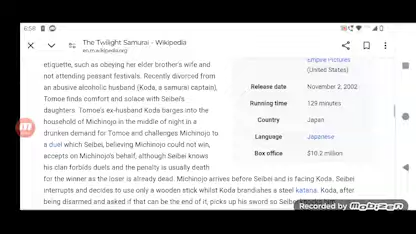 6:58
The Twilight Samurai - Wikipedia
en.m.wikipedia.org
etiquette, such as obeying her elder brother's wife and
not attending peasant festivals. Recently divorced from
an abusive alcoholic husband (Koda, a samurai captain),
Tomoe finds comfort and solace with Seibei's
daughters. Tomoe's ex-husband Koda barges into the
household of Michinojo in the middle of night in a
drunken demand for Tomoe and challenges Michinojo to
a duel which Seibei, believing Michinojo could not win,
accepts on Michinojo's behalf, although Seibei knows
his clan forbids duels and the penalty is usually death
for the winner as the loser is already dead. Michinojo arrives before Seibei and is facing Koda. Seibei
interrupts and decides to use only a wooden stick whilst Koda brandishes a steel katana. Koda, after
being disarmed and asked if that can be the end of it, picks up his sword so Seibei knocks him
Empire Pictures
(United States)
Release date November 2, 2002
Running time 129 minutes
Country Japan
Language Japanese
Box office $10.2 million
Recorded by Mobizen